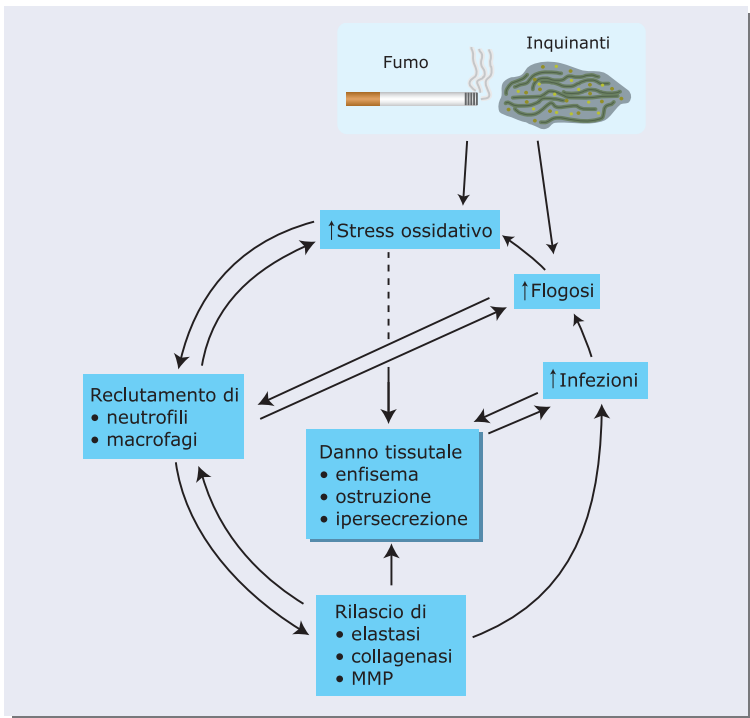 Fumo
Inquinanti
↑Stress ossidativo
↑Flogosi
↑Infezioni
Reclutamento di
• neutrofili
• macrofagi
Danno tissutale
• enfisema
• ostruzione
• ipersecrezione
Rilascio di
• elastasi
• collagenasi
• MMP